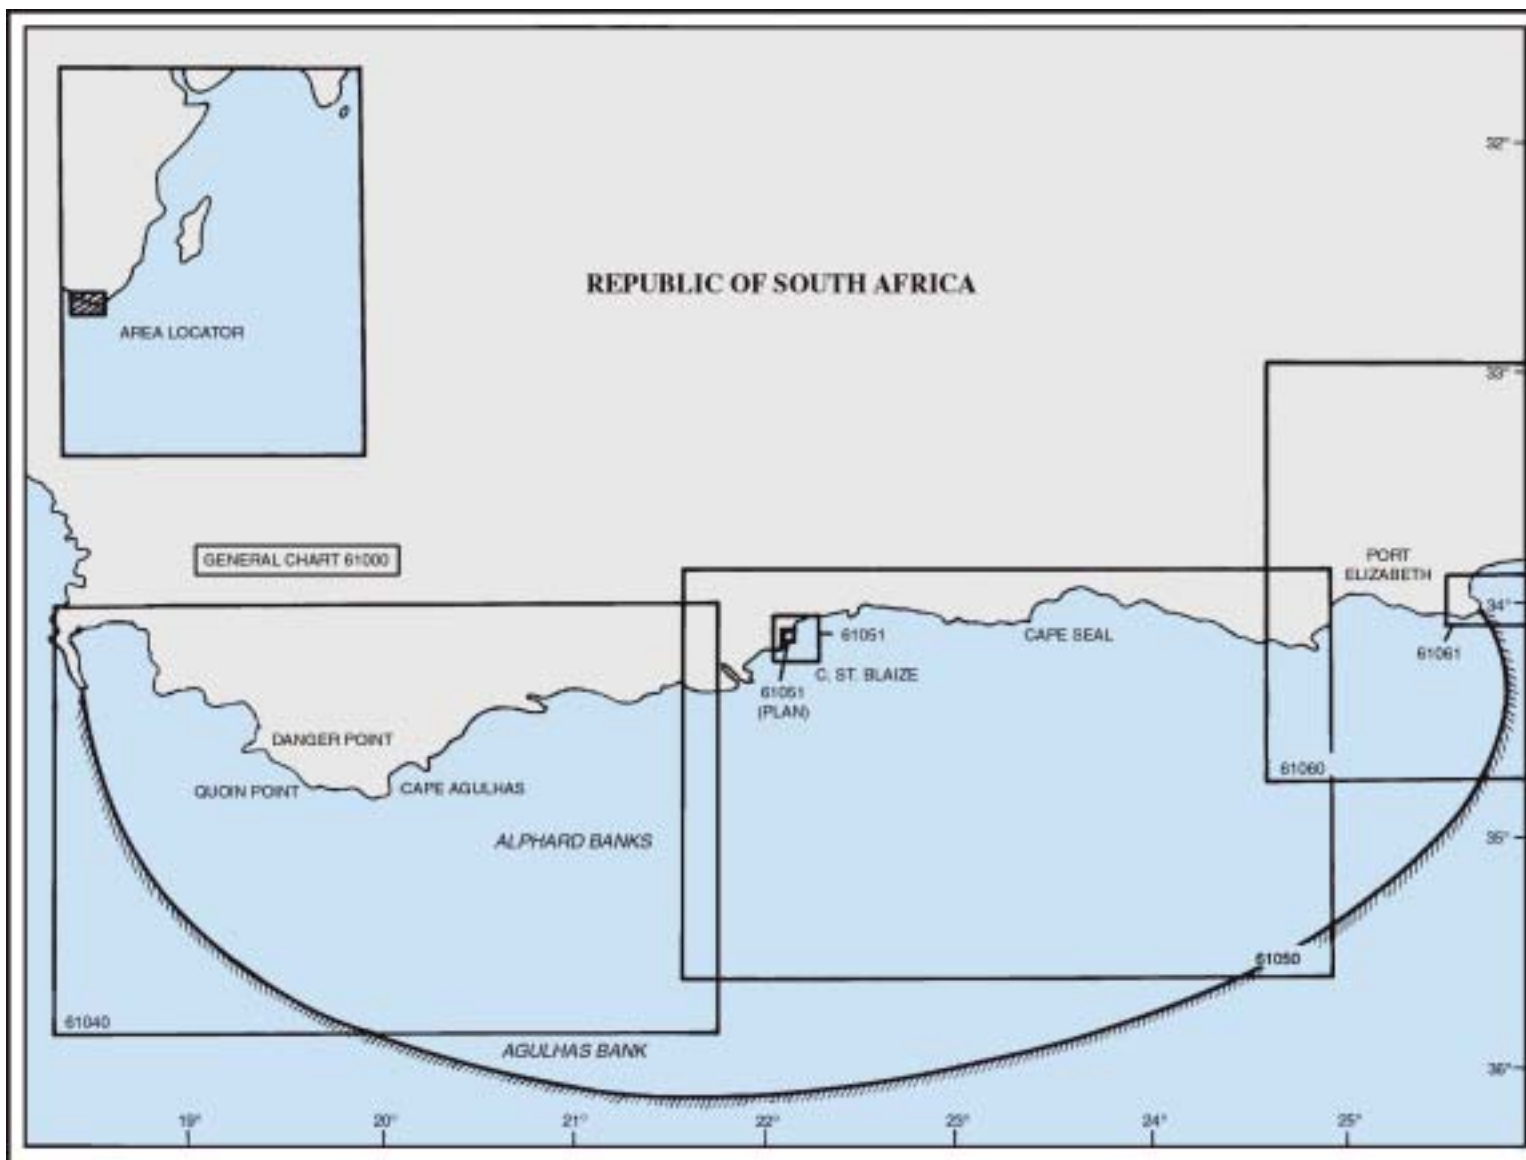 32°
REPUBLIC OF SOUTH AFRICA
AREA LOCATOR
33°
GENERAL CHART 61000
PORT
ELIZABETH
34°
61051
CAPE SEAL
61061
C. ST. BLAIZE
61051
(PLAN)
DANGER POINT
61060
QUOIN POINT
CAPE AGULHAS
ALPHARD BANKS
35°
61050
61040
AGULHAS BANK
36°
19°
20°
21°
22°
23°
24°
25°